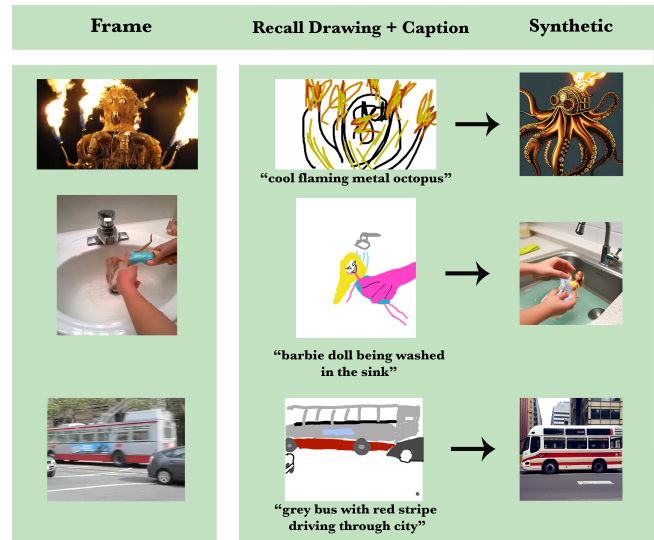 Frame
Recall Drawing + Caption
Synthetic
“cool flaming metal octopus”
“barbie doll being washed
in the sink”
“grey bus with red stripe
driving through city”